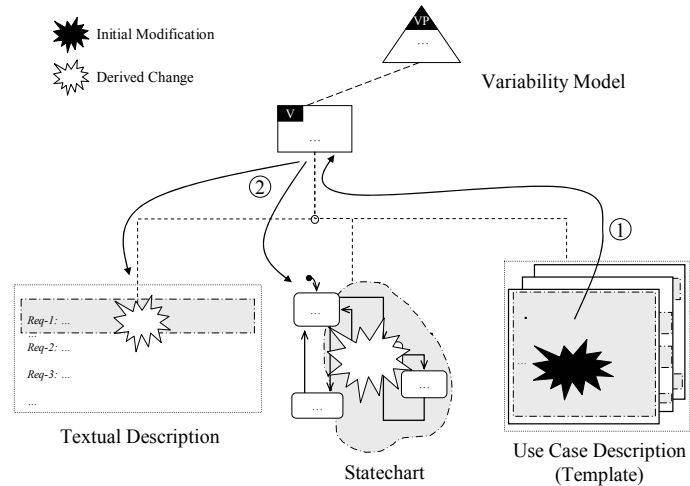 VP
...
Initial Modification
Derived Change
Variability Model
V
...
2
1
...
Req-1: ...
...
Req-2: ...
Req-3: ...
...
...
...
...
Textual Description
Statechart
Use Case Description
(Template)